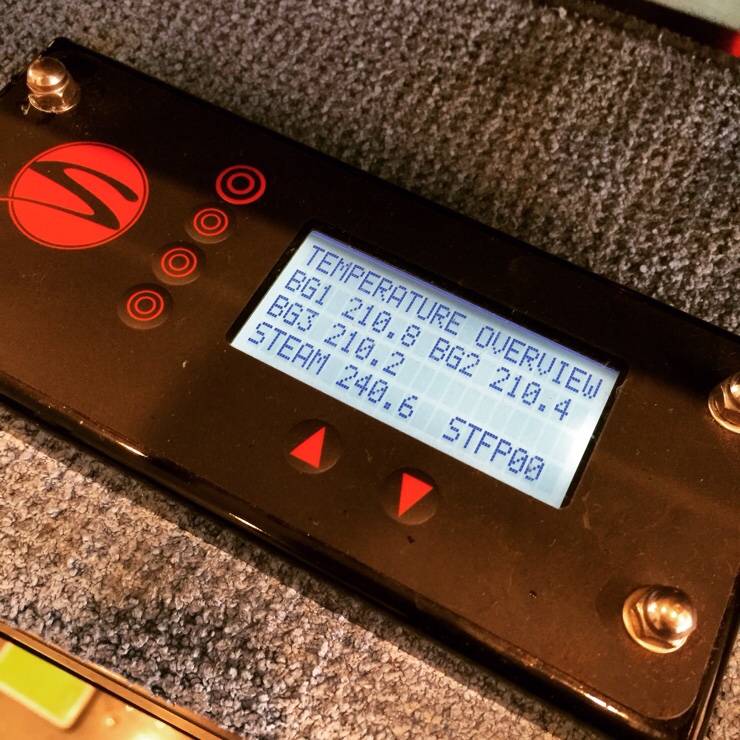 TEMPERATURE OVERVIEW
BG1 210.8 BG2 210.4
BG3 210.2
STEAM 240.6 STFP00